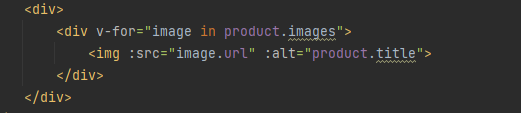 <div>
<div v-for="image in product.images">
<img :src="image.url" :alt="product.title">
</div>
</div>